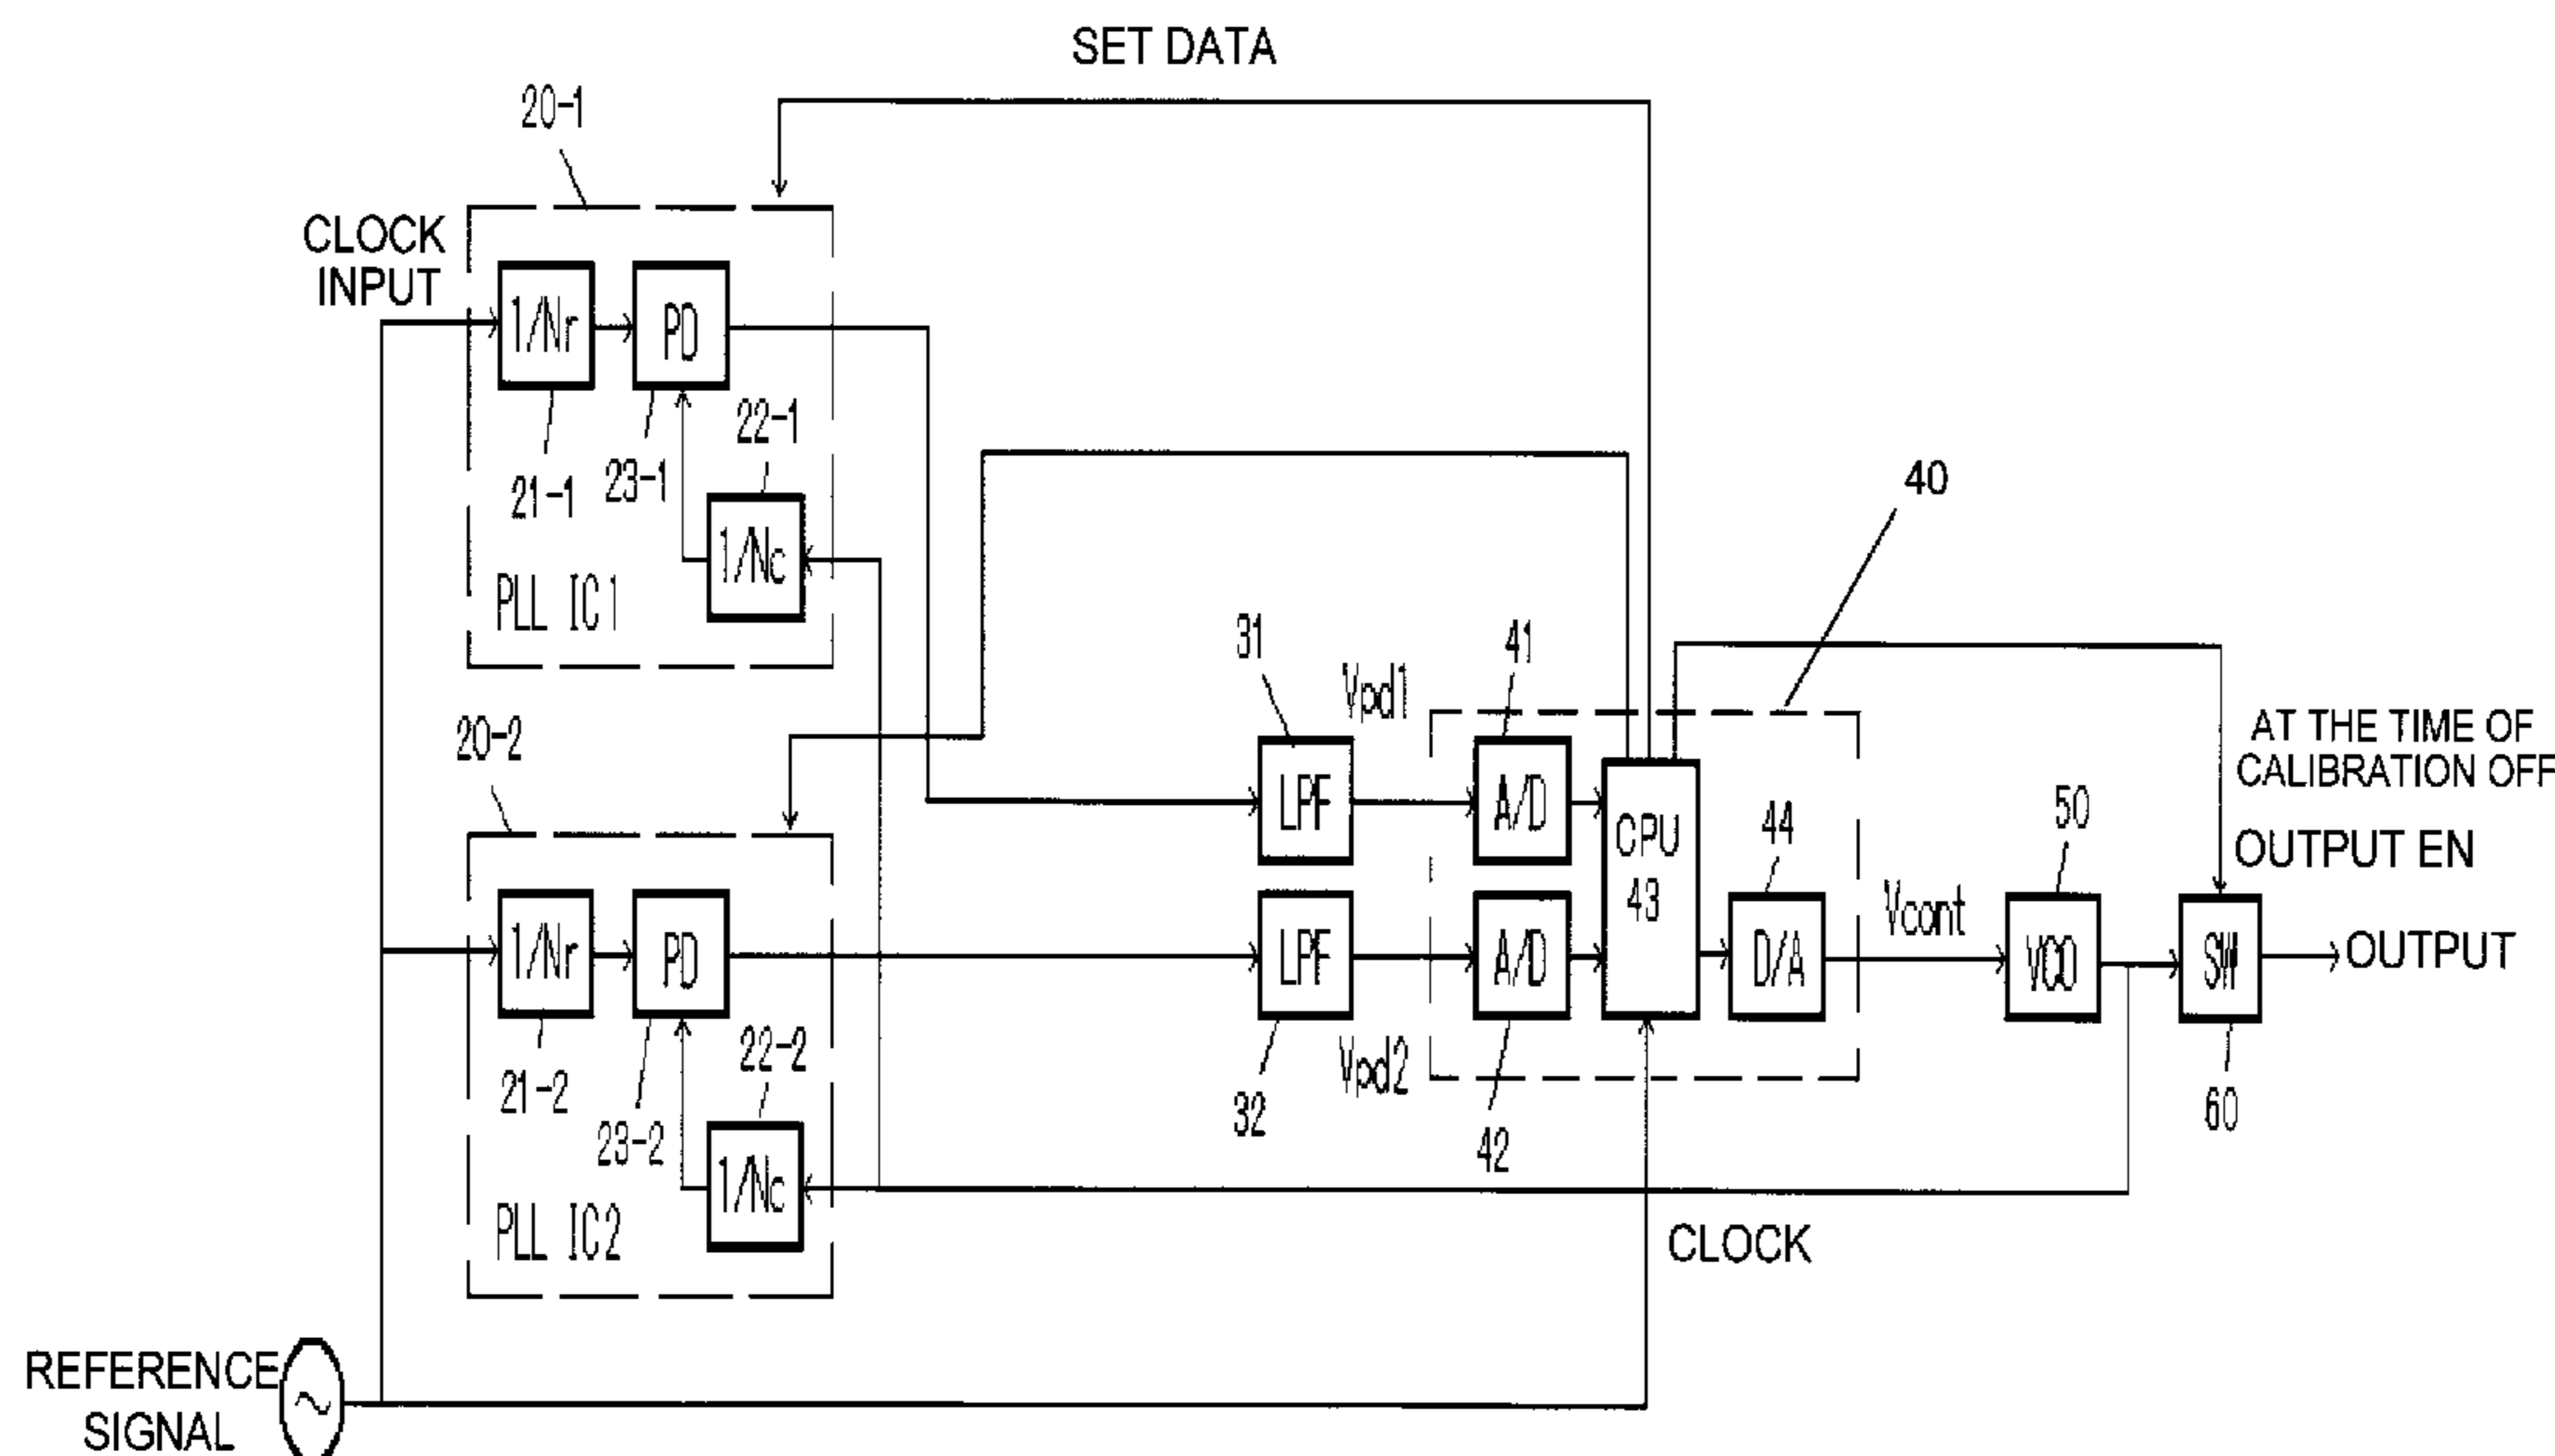 SET DATA
20-1
CLOCK
INPUT
1/Nr
PD
21-1
23-1
22-1
1/Nc
PLL IC1
40
20-2
31
Vpd1
41
LPF
A/D
CPU
43
44
D/A
Vcont
50
VCO
AT THE TIME OF
CALIBRATION OFF
OUTPUT EN
SW
OUTPUT
60
1/Nr
PD
21-2
23-2
22-2
1/Nc
PLL IC2
LPF
32
Vpd2
A/D
42
CLOCK
REFERENCE
SIGNAL
~